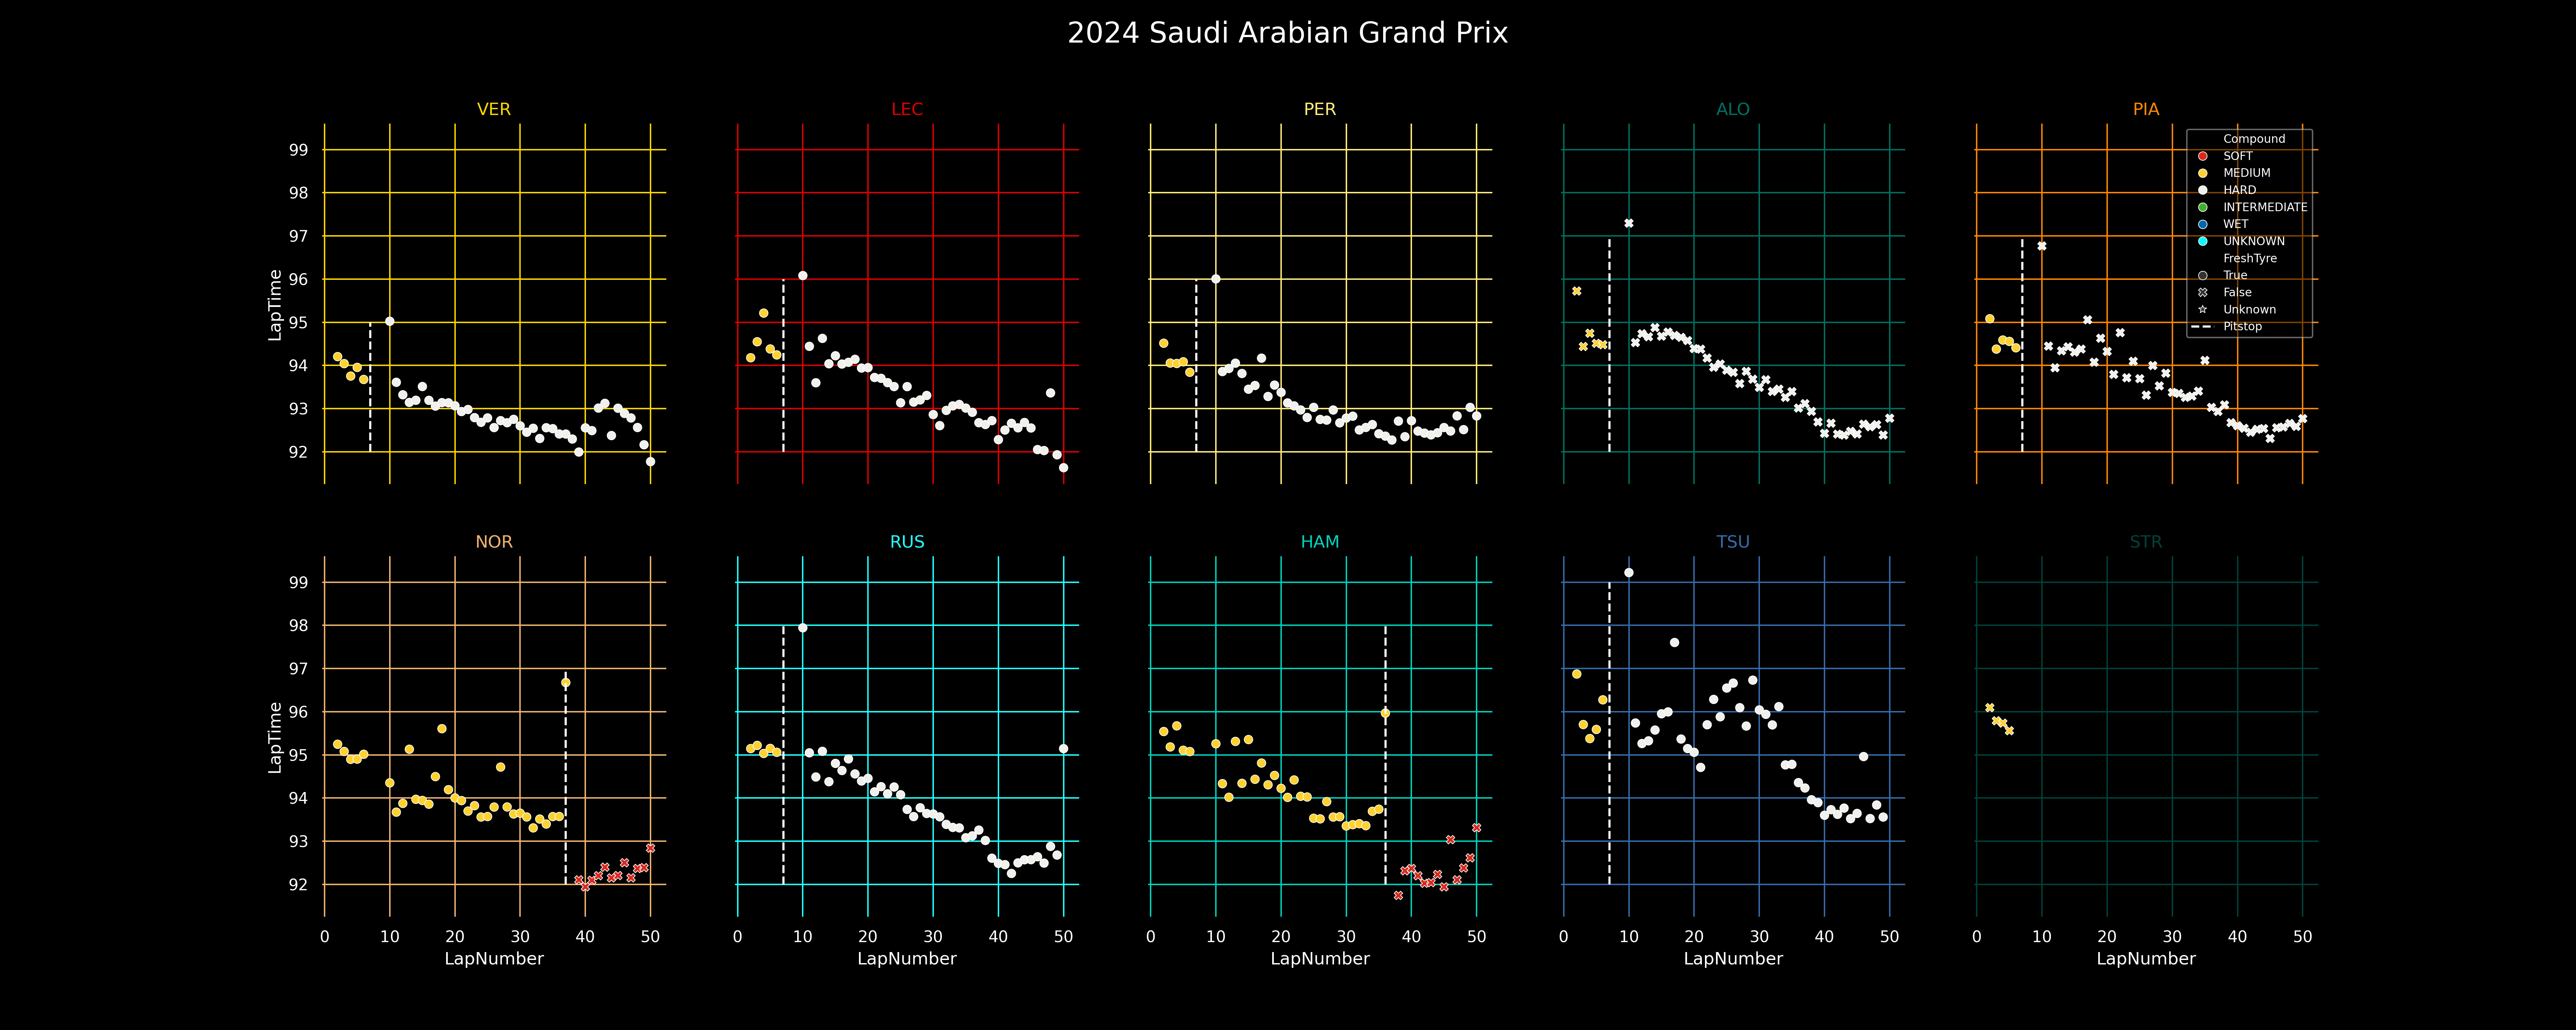 2024 Saudi Arabian Grand Prix
VER
LEC
PER
ALO
PIA
LapTime
99
98
97
96
95
94
93
92
Compound
SOFT
MEDIUM
HARD
INTERMEDIATE
WET
UNKNOWN
FreshTyre
True
False
Unknown
Pitstop
NOR
RUS
HAM
TSU
STR
LapTime
99
98
97
96
95
94
93
92
0 10 20 30 40 50
0 10 20 30 40 50
0 10 20 30 40 50
0 10 20 30 40 50
0 10 20 30 40 50
LapNumber
LapNumber
LapNumber
LapNumber
LapNumber